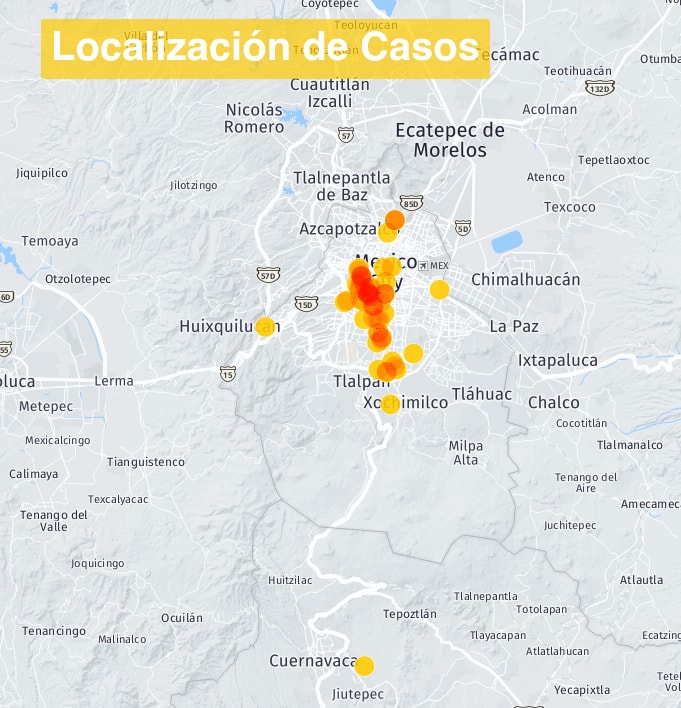 Coyotepec
Teoloyucan
Localización de Casos
Tecámac
Otumba
Teotihuacán
132D
Cuautitlán
Izcalli
Acolman
Nicolás
Romero
57
Ecatepec de
Morelos
Tepetlaoxtoc
Jiquipilco
Jilotzingo
Tlalnepantla
de Baz
Atenco
85D
Texcoco
Azcapotzalco
5D
Temoaya
Mexico
City
MEX
57D
Otzolotepec
Chimalhuacán
6D
15D
Huixquilucan
La Paz
55
Ixtapaluca
15
oluca
Lerma
Tlalpan
Tláhuac
Metepec
Xochimilco
Chalco
Cocotitlán
Mexicalcingo
Milpa
Alta
Tlalmanalco
Tianguistenco
Calimaya
Tenango del
Aire
Texcalyacac
Amecameca
Tenango del
Valle
Juchitepec
Joquicingo
Huitzilac
Atlautla
Tlalnepantla
Totolapan
Ocuilán
Tepoztlán
Tenancingo
Malinalco
Tlayacapan
Ecatzing
Atlatlahucan
Cuernavaca
Yecapixtla
Jiutepec